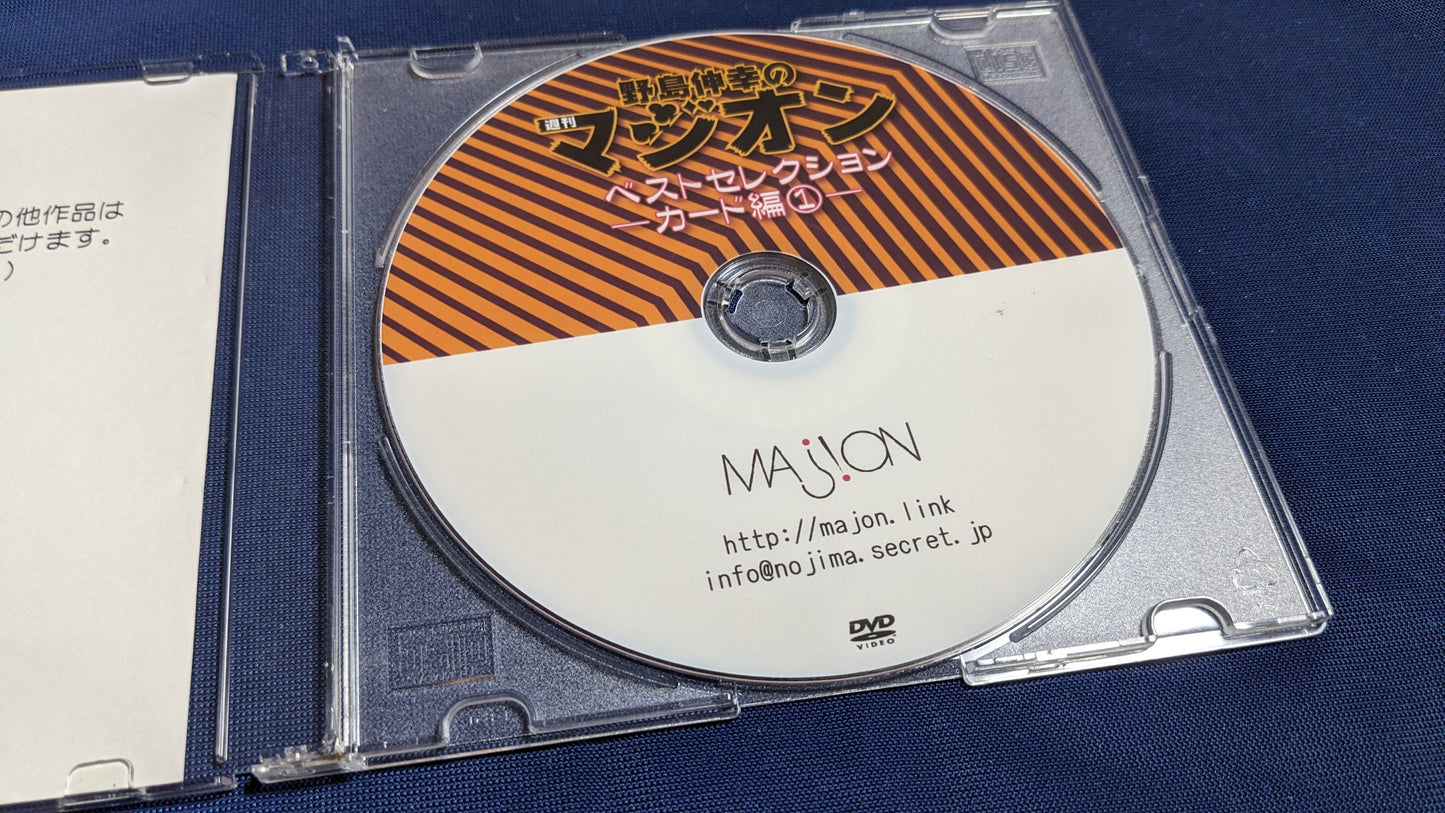 の他作品は
だけます。
)
野島伸幸の
週刊
マジオン
ベストセレクション
―カード編①―
MAJ!ON
http://majon.link
info@nojima.secret.jp
DVD
VIDEO